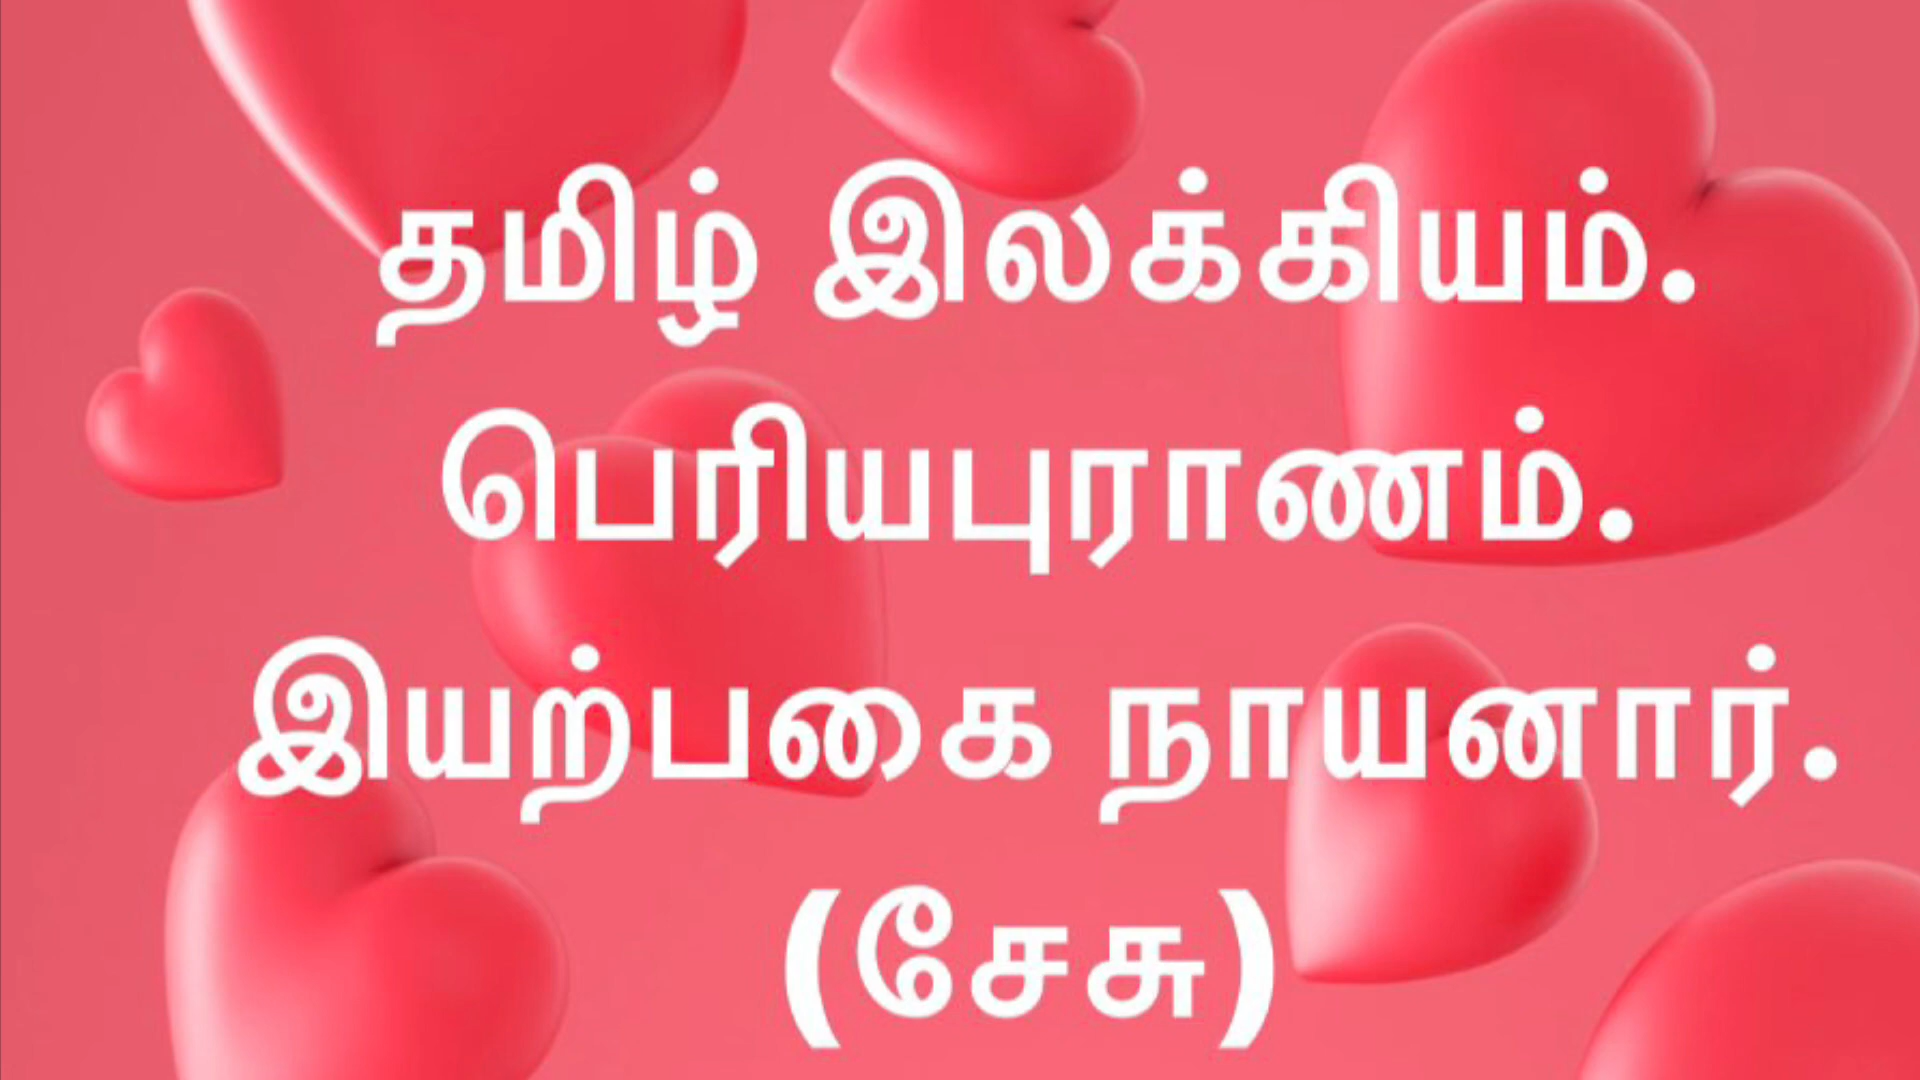 தமிழ் இலக்கியம்.
பெரியபுராணம்.
இயற்பகை நாயனார்.
(சேசு)